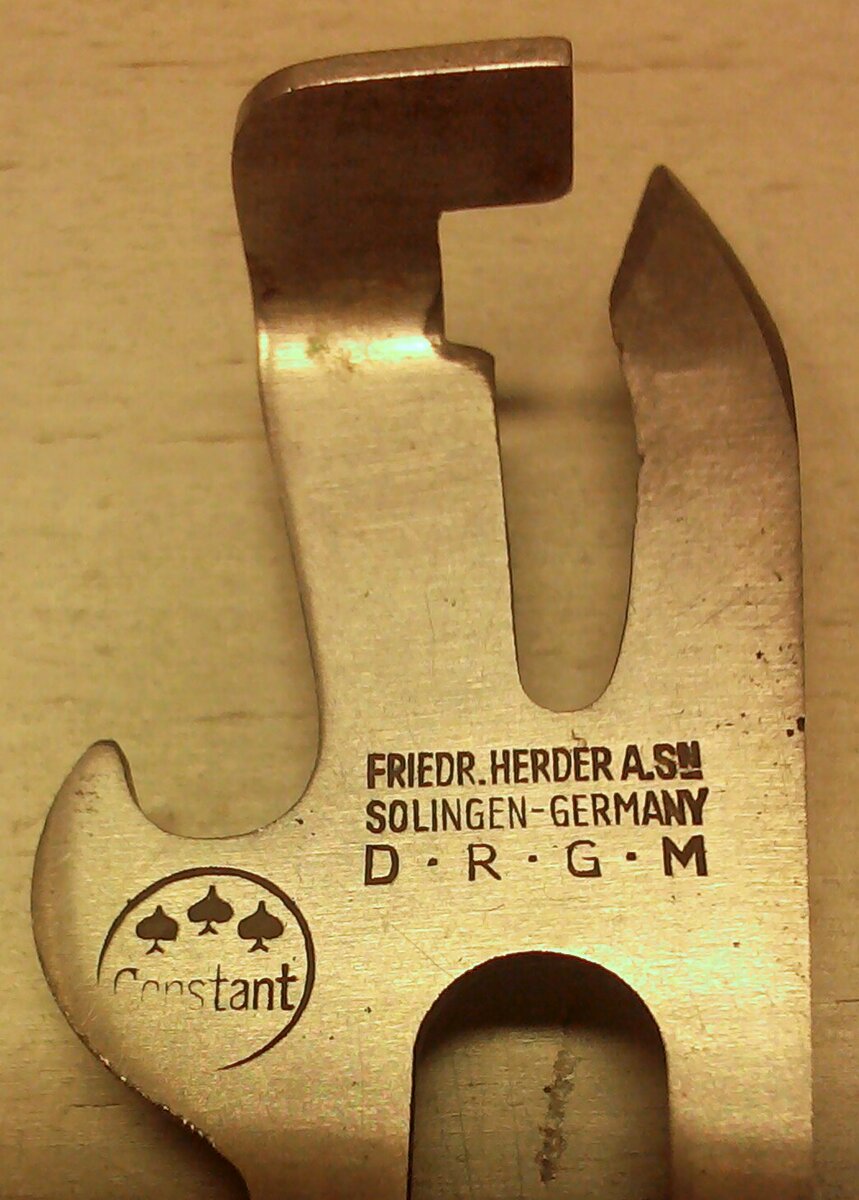 FRIEDR. HERDER A.SN
SOLINGEN-GERMANY
D·R·G·M
Constant